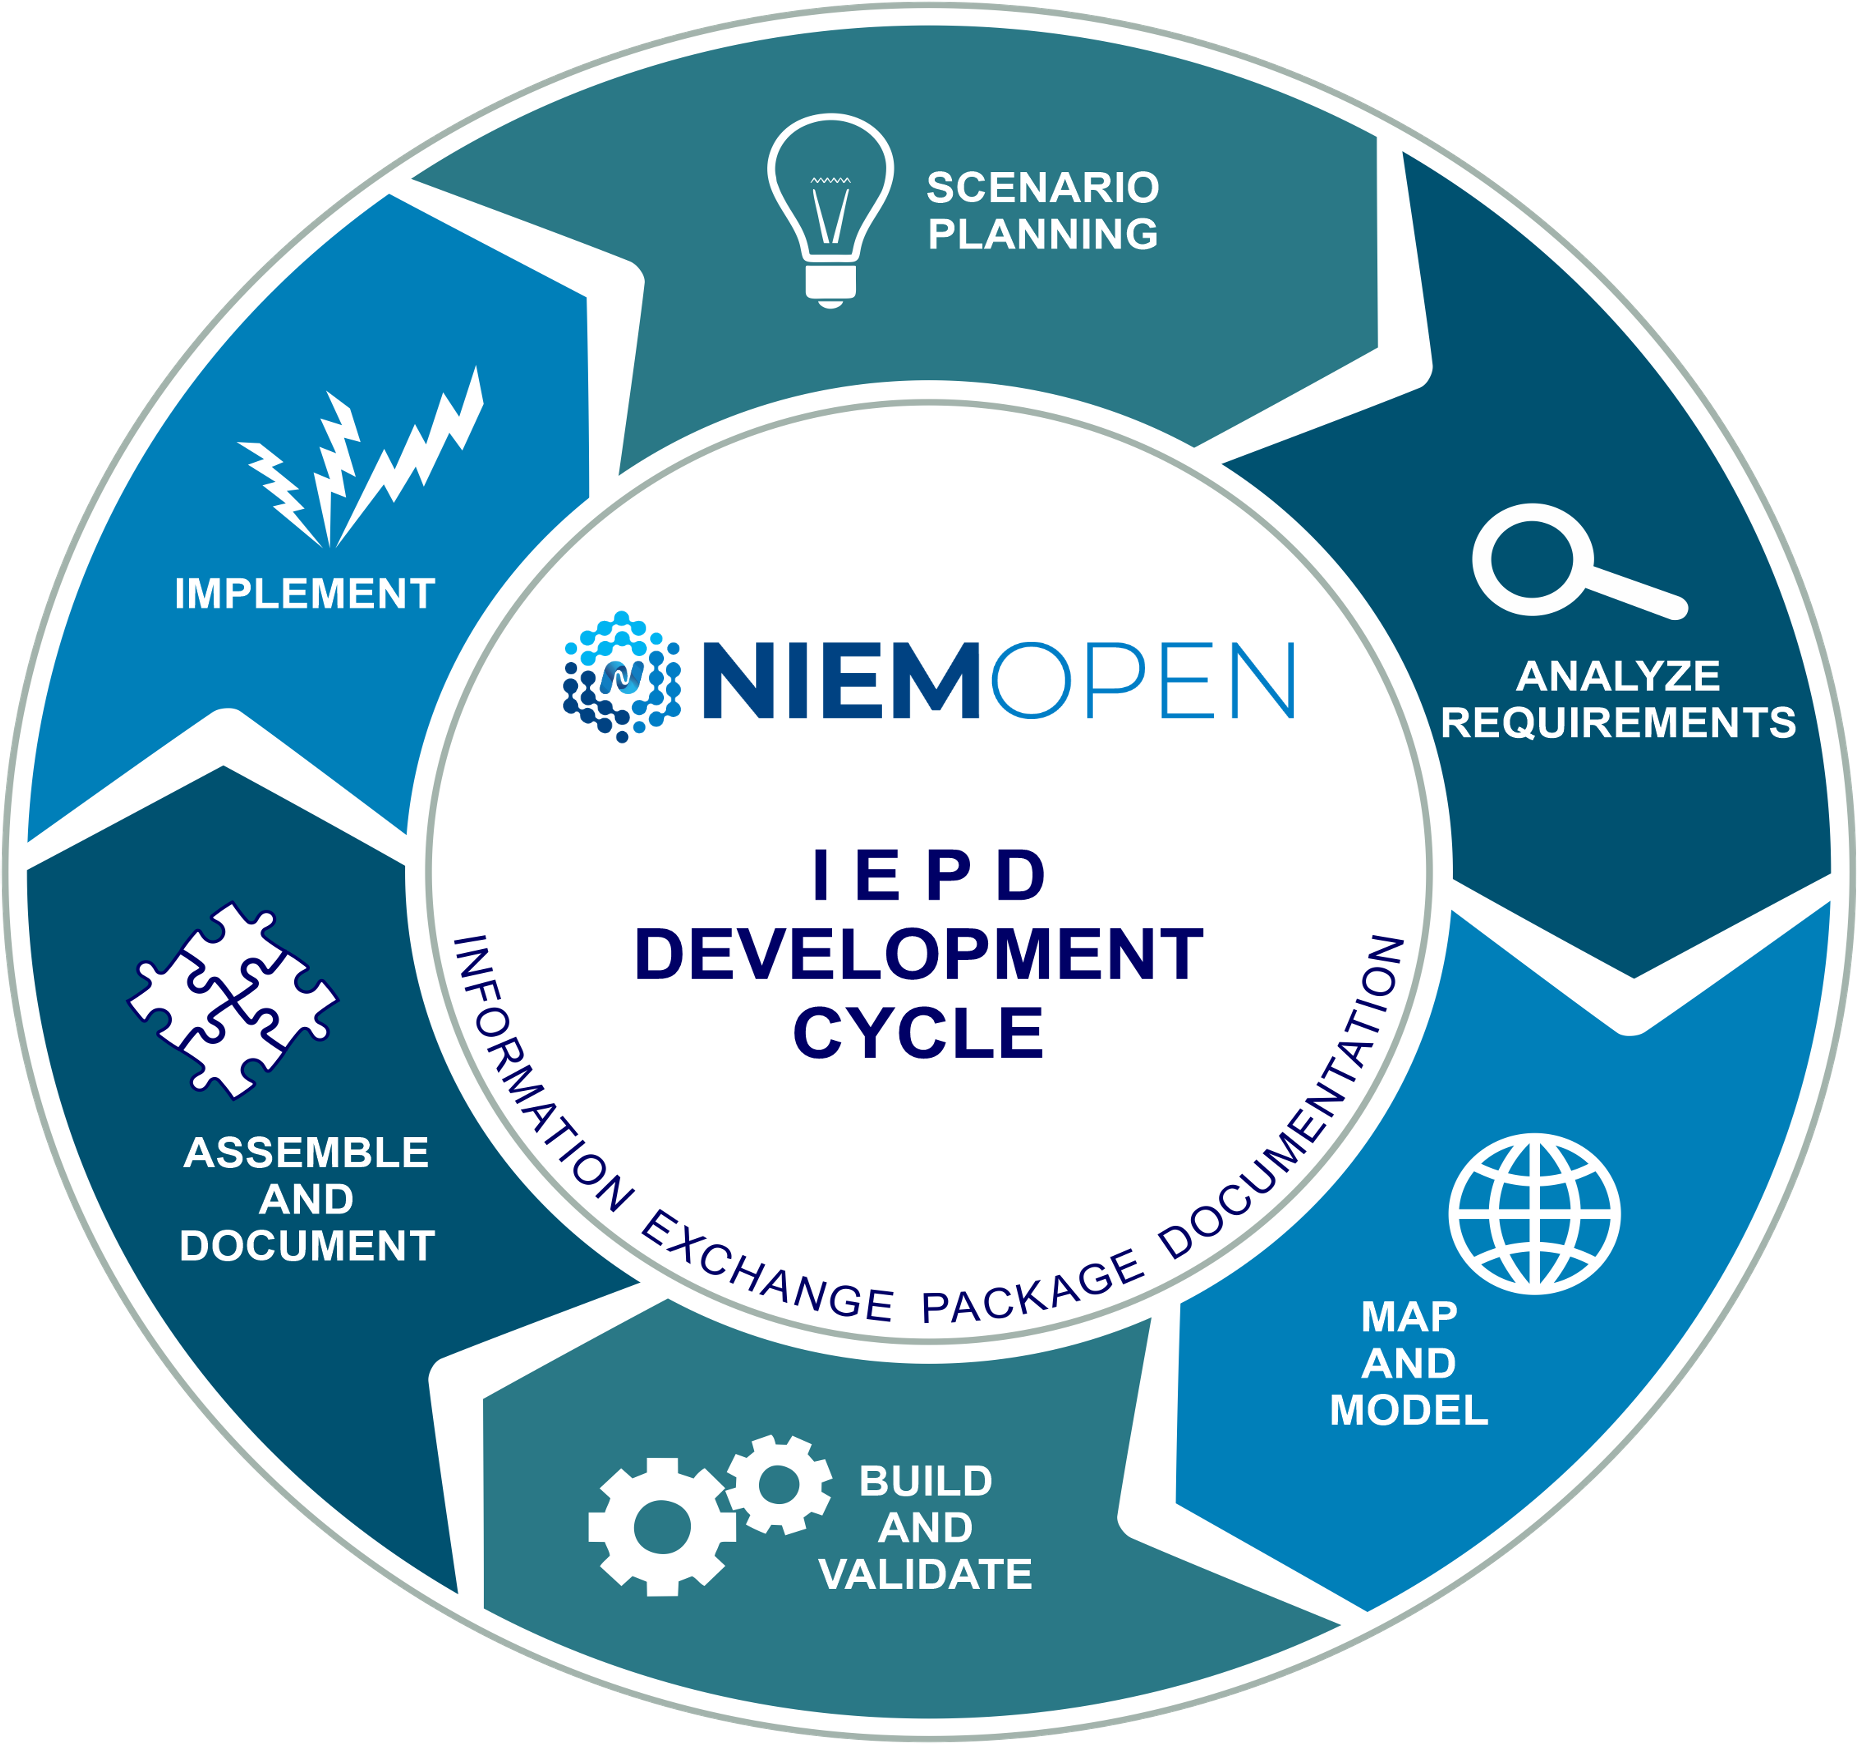 SCENARIO
PLANNING
ANALYZE
REQUIREMENTS
MAP
AND
MODEL
BUILD
AND
VALIDATE
ASSEMBLE
AND
DOCUMENT
IMPLEMENT
NIEMOPEN
IEPD
DEVELOPMENT
CYCLE
INFORMATION EXCHANGE PACKAGE DOCUMENTATION